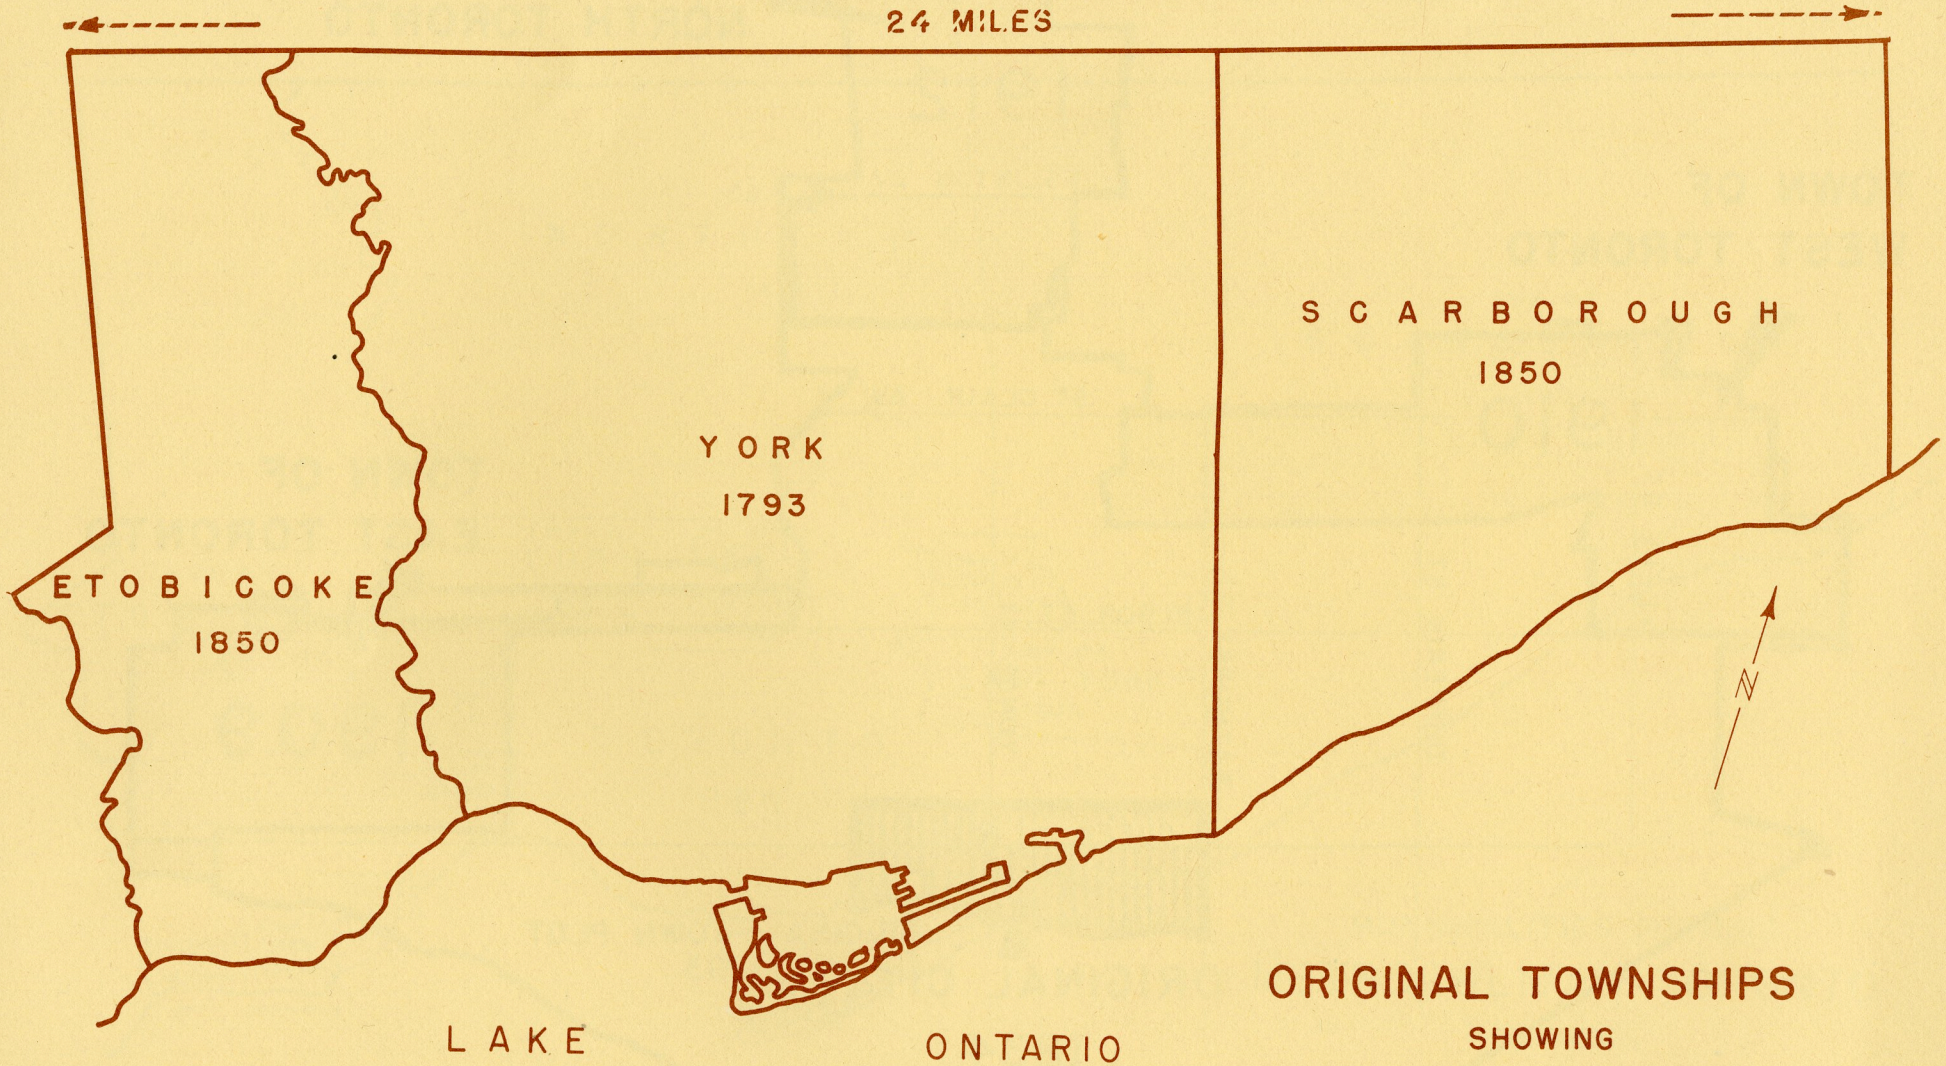 24 MILES
SCARBOROUGH
1850
YORK
1793
ETOBICOKE
1850
N
ORIGINAL TOWNSHIPS
SHOWING
LAKE ONTARIO